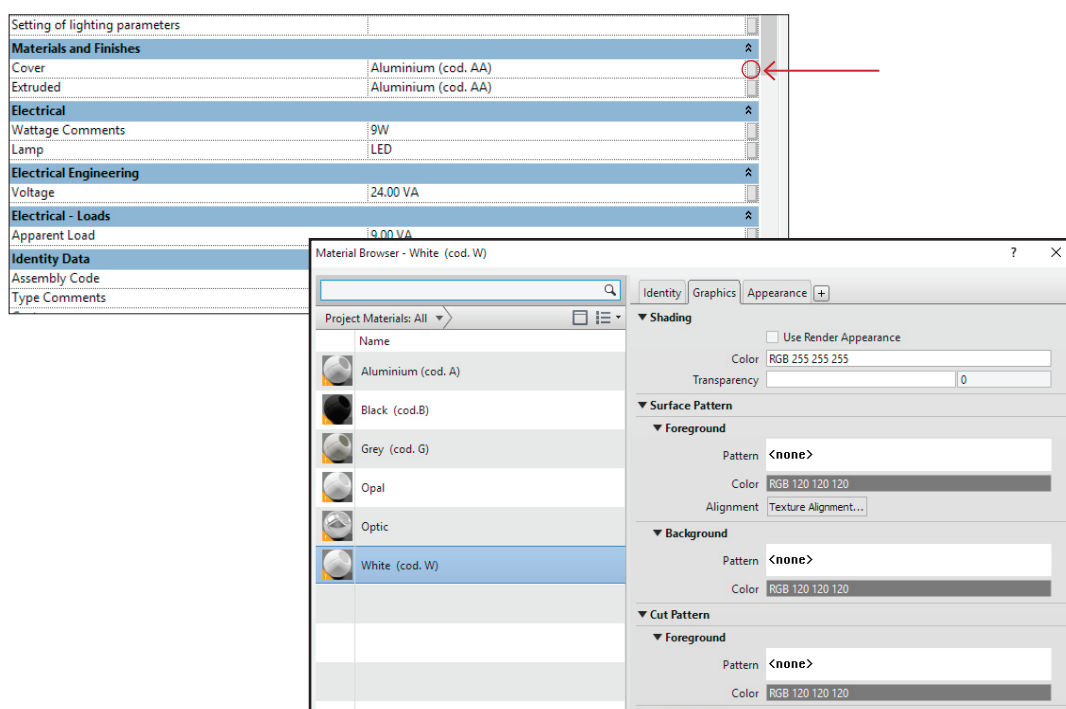 Setting of lighting parameters
Materials and Finishes
Cover Aluminium (cod. AA)
Extruded Aluminium (cod. AA)
Electrical
Wattage Comments 9W
Lamp LED
Electrical Engineering
Voltage 24.00 VA
Electrical - Loads
Apparent Load 9.00 VA
Identity Data
Assembly Code
Type Comments
Material Browser - White (cod. W) ?
Project Materials: All
Name
Aluminium (cod. A)
Black (cod.B)
Grey (cod. G)
Opal
Optic
White (cod. W)
Identity Graphics Appearance +
Shading
Use Render Appearance
Color RGB 255 255 255
Transparency 0
Surface Pattern
Foreground
Pattern <none>
Color RGB 120 120 120
Alignment Texture Alignment...
Background
Pattern <none>
Color RGB 120 120 120
Cut Pattern
Foreground
Pattern <none>
Color RGB 120 120 120